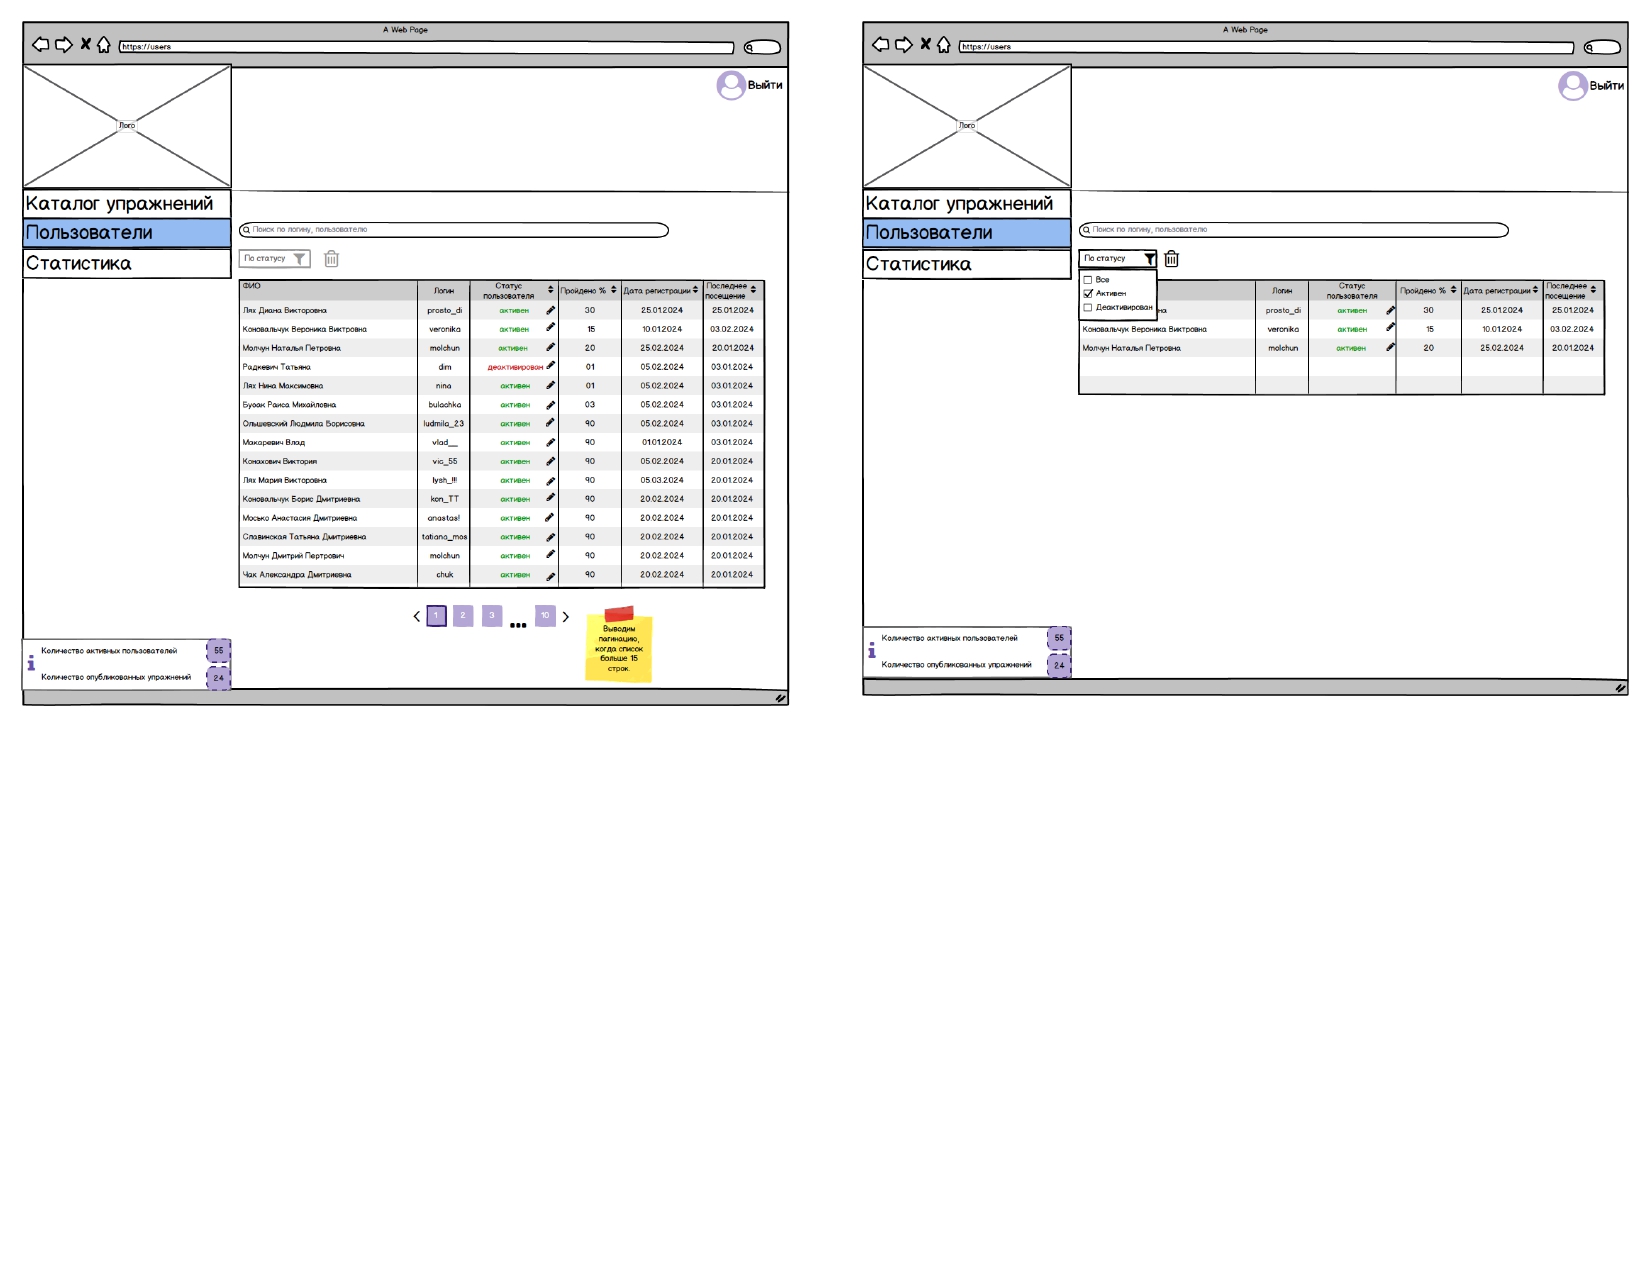 A Web Page
https://users
Выйти
Лого
Каталог упражнений
Пользователи
Статистика
Поиск по логину, пользователю
По статусу
ФИО Логин Статус пользователя Пройдено % Дата регистрации Последнее посещение
Лях Диана Викторовна prosto_di активен 30 25.01.2024 25.01.2024
Коновальчук Вероника Виктровна veronika активен 15 10.01.2024 03.02.2024
Молчун Наталья Петровна molchun активен 20 25.02.2024 20.01.2024
Радкевич Татьяна dim деактивирован 01 05.02.2024 03.01.2024
Лях Нина Максимовна nina активен 01 05.02.2024 03.01.2024
Бузак Раиса Михайловна bulachka активен 03 05.02.2024 03.01.2024
Ольшевский Людмила Борисовна ludmila_23 активен 90 05.02.2024 03.01.2024
Макаревич Влад vlad__ активен 90 01.01.2024 03.01.2024
Конахович Виктория vic_55 активен 90 05.02.2024 20.01.2024
Лях Мария Викторовна lysh_!!! активен 90 05.03.2024 20.01.2024
Коновальчук Борис Дмитриевна kon_TT активен 90 20.02.2024 20.01.2024
Мосько Анастасия Дмитриевна anastas! активен 90 20.02.2024 20.01.2024
Славинская Татьяна Дмитриевна tatiana_mos активен 90 20.02.2024 20.01.2024
Молчун Дмитрий Пертрович molchun активен 90 20.02.2024 20.01.2024
Чак Александра Дмитриевна chuk активен 90 20.02.2024 20.01.2024
< 1 2 3 ... 10 >
Выводим
пагинацию,
когда список
больше 15
строк.
Количество активных пользователей 55
Количество опубликованных упражнений 24
A Web Page
https://users
Выйти
Лого
Каталог упражнений
Пользователи
Статистика
Поиск по логину, пользователю
По статусу
Все
Активен
Деактивирован
Логин Статус пользователя Пройдено % Дата регистрации Последнее посещение
на prosto_di активен 30 25.01.2024 25.01.2024
Коновальчук Вероника Виктровна veronika активен 15 10.01.2024 03.02.2024
Молчун Наталья Петровна molchun активен 20 25.02.2024 20.01.2024
Количество активных пользователей 55
Количество опубликованных упражнений 24